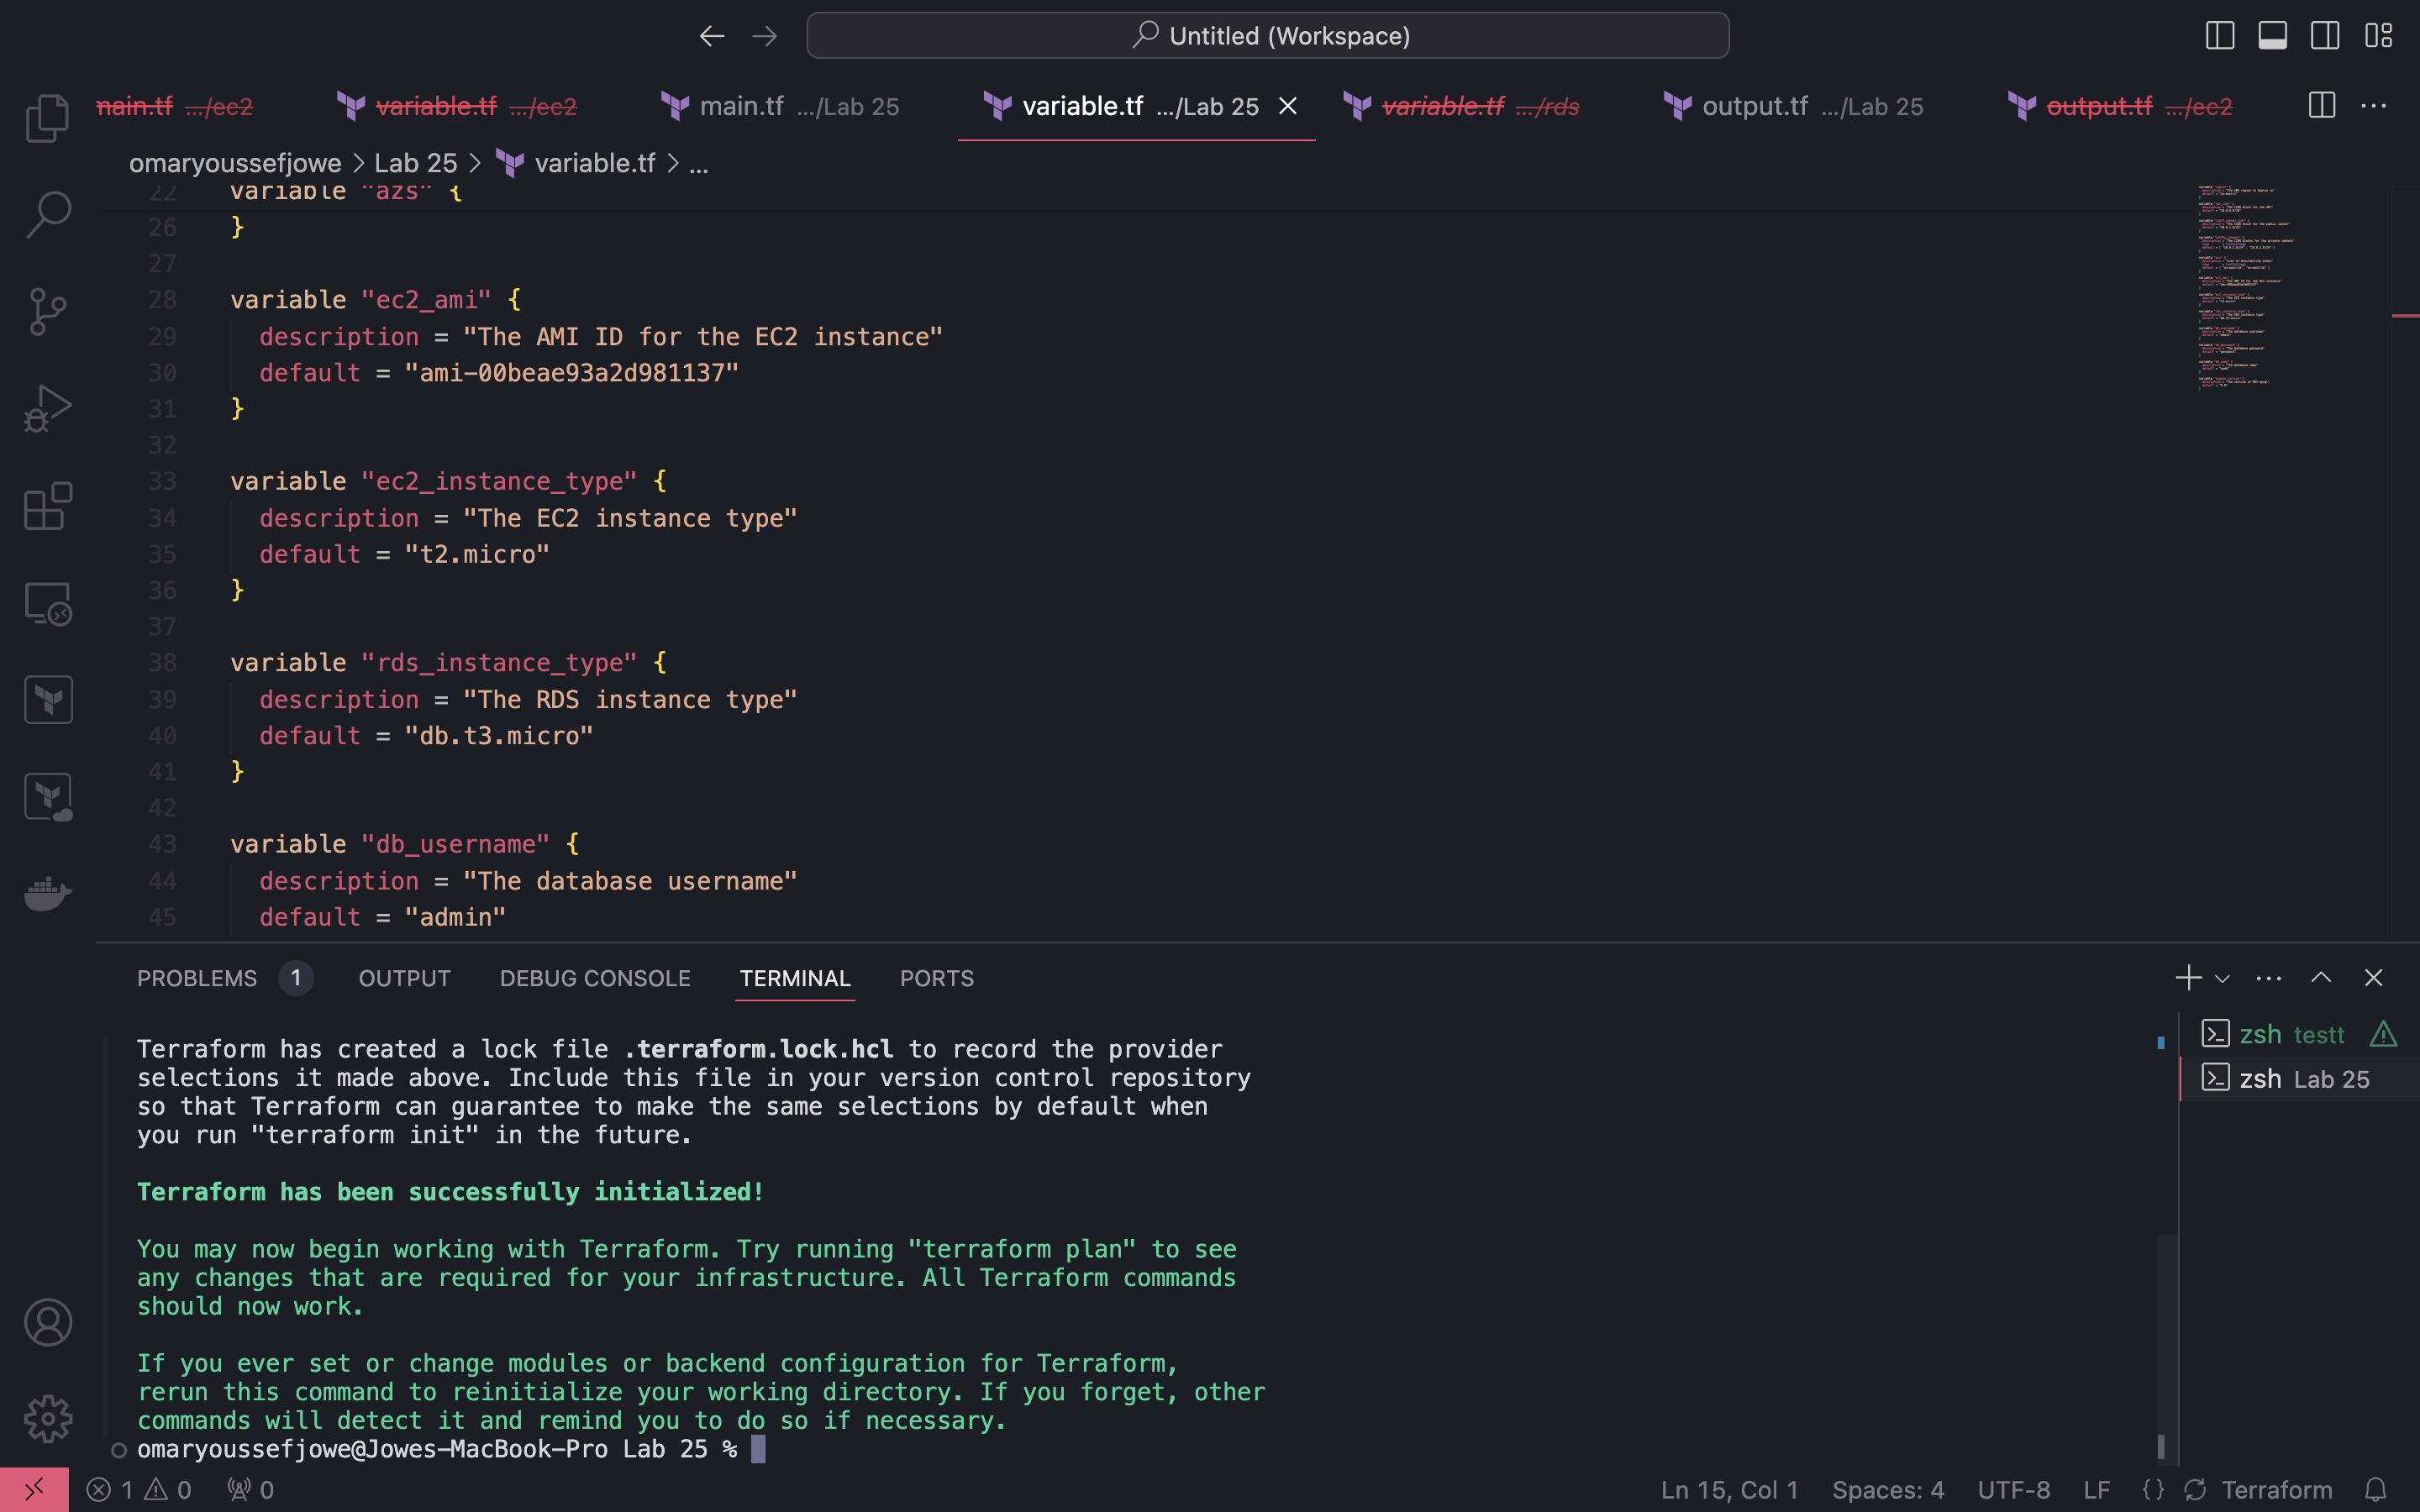 Untitled (Workspace)
main.tf .../ec2
variable.tf .../ec2
main.tf .../Lab 25
variable.tf .../Lab 25
variable.tf .../rds
output.tf .../Lab 25
output.tf .../ec2
omaryoussefjowe > Lab 25 > variable.tf > ...
22 variable "azs" {
26 }
27
28 variable "ec2_ami" {
29 description = "The AMI ID for the EC2 instance"
30 default = "ami-00beae93a2d981137"
31 }
32
33 variable "ec2_instance_type" {
34 description = "The EC2 instance type"
35 default = "t2.micro"
36 }
37
38 variable "rds_instance_type" {
39 description = "The RDS instance type"
40 default = "db.t3.micro"
41 }
42
43 variable "db_username" {
44 description = "The database username"
45 default = "admin"
PROBLEMS 1 OUTPUT DEBUG CONSOLE TERMINAL PORTS
Terraform has created a lock file .terraform.lock.hcl to record the provider
selections it made above. Include this file in your version control repository
so that Terraform can guarantee to make the same selections by default when
you run "terraform init" in the future.
Terraform has been successfully initialized!
You may now begin working with Terraform. Try running "terraform plan" to see
any changes that are required for your infrastructure. All Terraform commands
should now work.
If you ever set or change modules or backend configuration for Terraform,
rerun this command to reinitialize your working directory. If you forget, other
commands will detect it and remind you to do so if necessary.
omaryoussefjowe@Jowes-MacBook-Pro Lab 25 %
zsh testt
zsh Lab 25
1 0 0
Ln 15, Col 1 Spaces: 4 UTF-8 LF {} Terraform